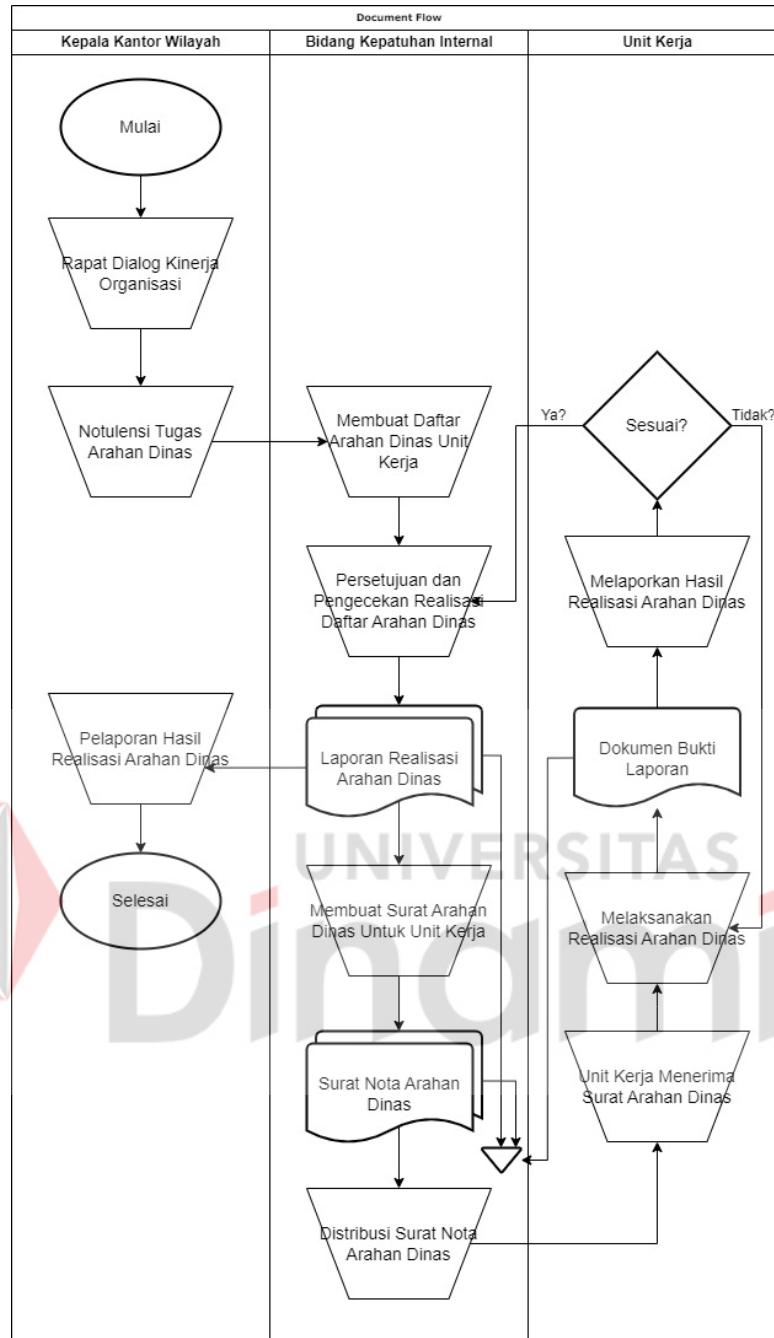 Document Flow
Kepala Kantor Wilayah
Bidang Kepatuhan Internal
Unit Kerja
Mulai
Rapat Dialog Kinerja
Organisasi
Notulensi Tugas
Arahan Dinas
Membuat Daftar
Arahan Dinas Unit
Kerja
Ya?
Sesuai?
Tidak?
Persetujuan dan
Pengecekan Realisasi
Daftar Arahan Dinas
Melaporkan Hasil
Realisasi Arahan Dinas
Pelaporan Hasil
Realisasi Arahan Dinas
Laporan Realisasi
Arahan Dinas
Dokumen Bukti
Laporan
UNIVERSITAS
Dinami
Selesai
Membuat Surat Arahan
Dinas Untuk Unit Kerja
Melaksanakan
Realisasi Arahan Dinas
Surat Nota Arahan
Dinas
Unit Kerja Menerima
Surat Arahan Dinas
Distribusi Surat Nota
Arahan Dinas